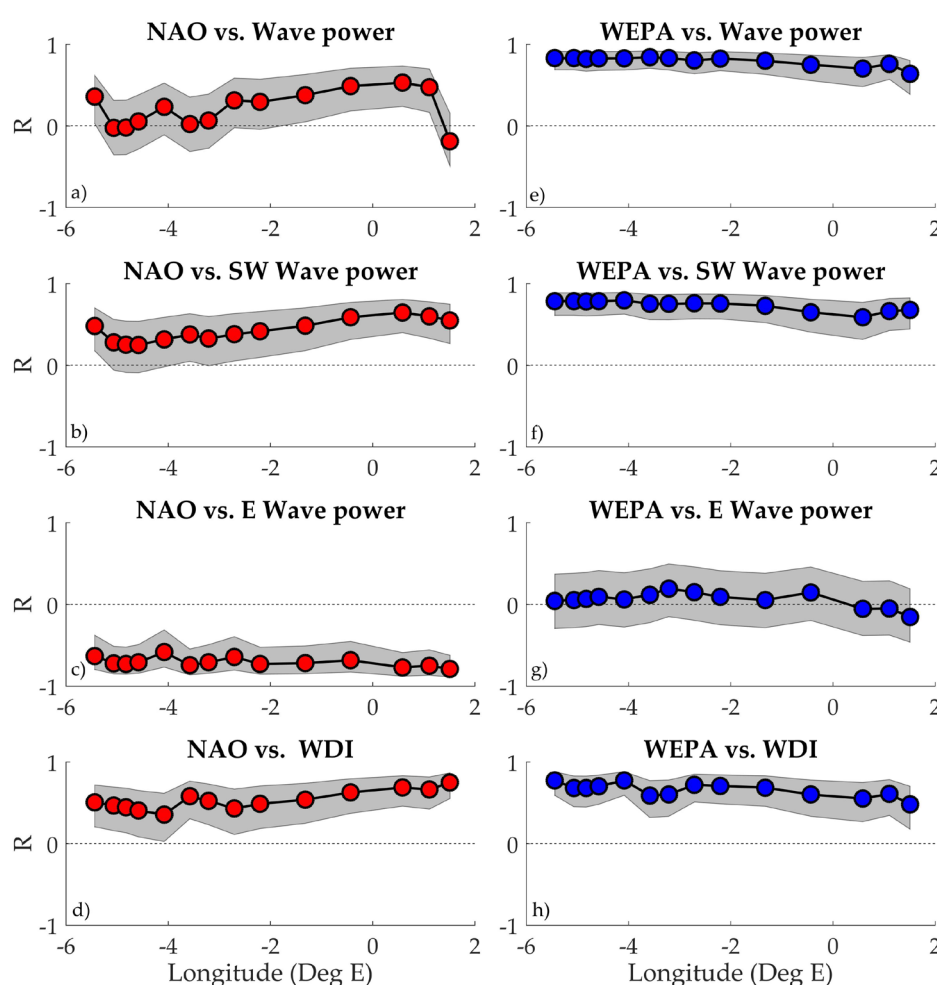 NAO vs. Wave power
1
0
-1
R
a)
-6
-4
-2
0
2
NAO vs. SW Wave power
1
0
-1
R
b)
-6
-4
-2
0
2
NAO vs. E Wave power
1
0
-1
R
c)
-6
-4
-2
0
2
NAO vs. WDI
1
0
-1
R
d)
-6
-4
-2
0
2
Longitude (Deg E)
WEPA vs. Wave power
1
0
-1
e)
-6
-4
-2
0
2
WEPA vs. SW Wave power
1
0
-1
f)
-6
-4
-2
0
2
WEPA vs. E Wave power
1
0
-1
g)
-6
-4
-2
0
2
WEPA vs. WDI
1
0
-1
h)
-6
-4
-2
0
2
Longitude (Deg E)